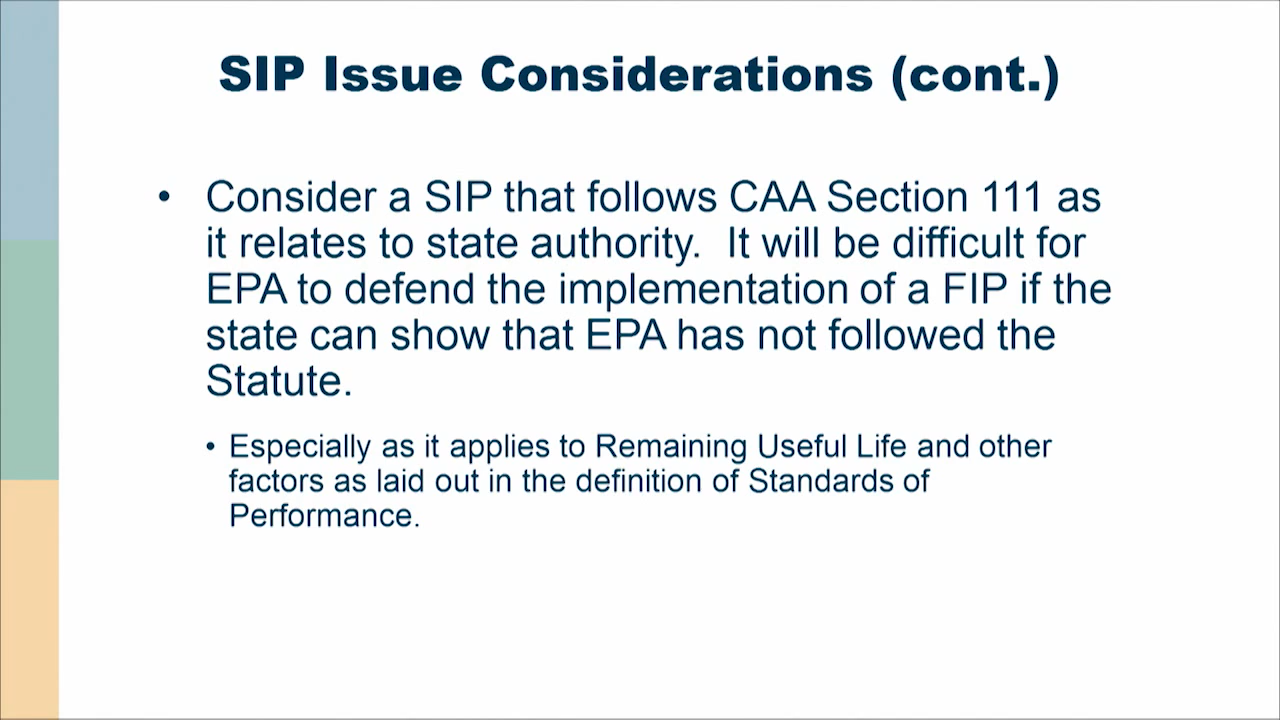 SIP Issue Considerations (cont.)
• Consider a SIP that follows CAA Section 111 as
it relates to state authority.  It will be difficult for
EPA to defend the implementation of a FIP if the
state can show that EPA has not followed the
Statute.
• Especially as it applies to Remaining Useful Life and other
factors as laid out in the definition of Standards of
Performance.